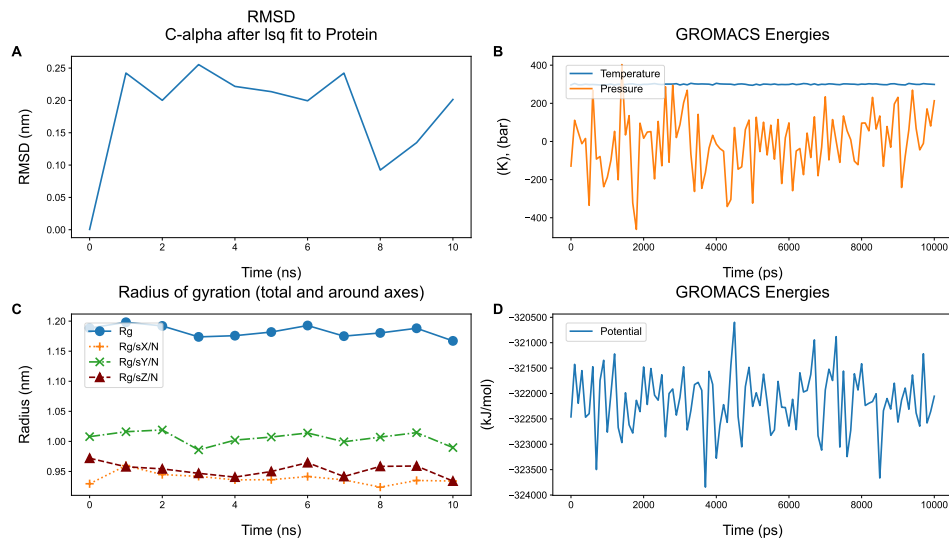 A
RMSD
C-alpha after lsq fit to Protein
RMSD (nm)
0.25
0.20
0.15
0.10
0.05
0.00
0
2
4
6
8
10
Time (ns)
B
GROMACS Energies
(K), (bar)
400
200
0
−200
−400
Temperature
Pressure
0
2000
4000
6000
8000
10000
Time (ps)
C
Radius of gyration (total and around axes)
Radius (nm)
1.20
1.15
1.10
1.05
1.00
0.95
Rg
Rg/sX/N
Rg/sY/N
Rg/sZ/N
0
2
4
6
8
10
Time (ns)
D
GROMACS Energies
(kJ/mol)
−320500
−321000
−321500
−322000
−322500
−323000
−323500
−324000
Potential
0
2000
4000
6000
8000
10000
Time (ps)